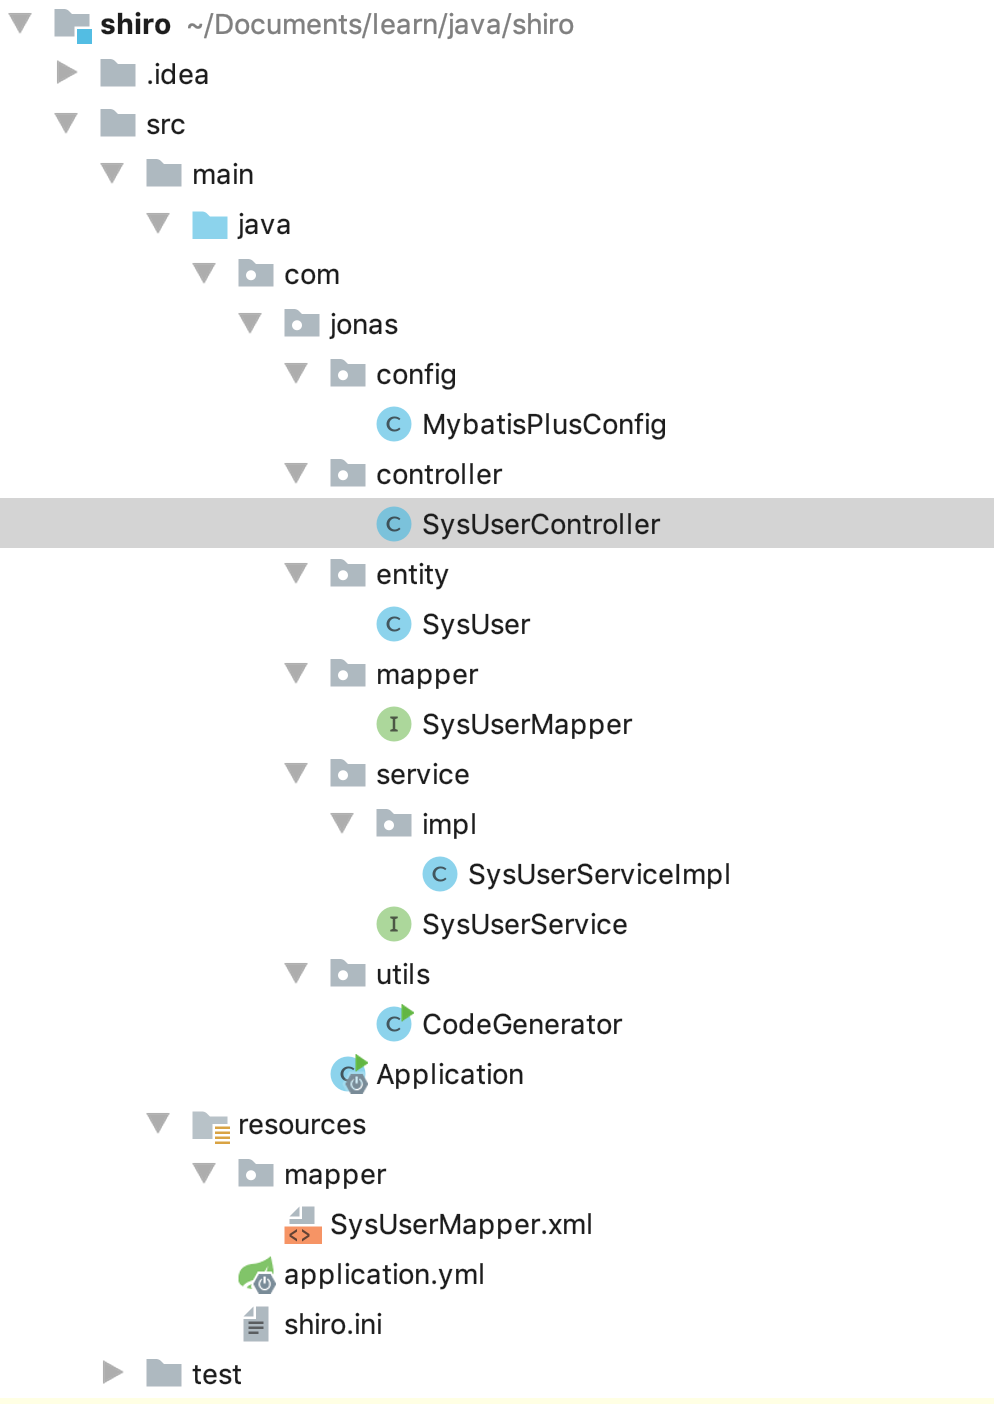 shiro ~/Documents/learn/java/shiro
.idea
src
main
java
com
jonas
config
C MybatisPlusConfig
controller
C SysUserController
entity
C SysUser
mapper
I SysUserMapper
service
impl
C SysUserServiceImpl
I SysUserService
utils
C CodeGenerator
C Application
resources
mapper
<> SysUserMapper.xml
application.yml
shiro.ini
test